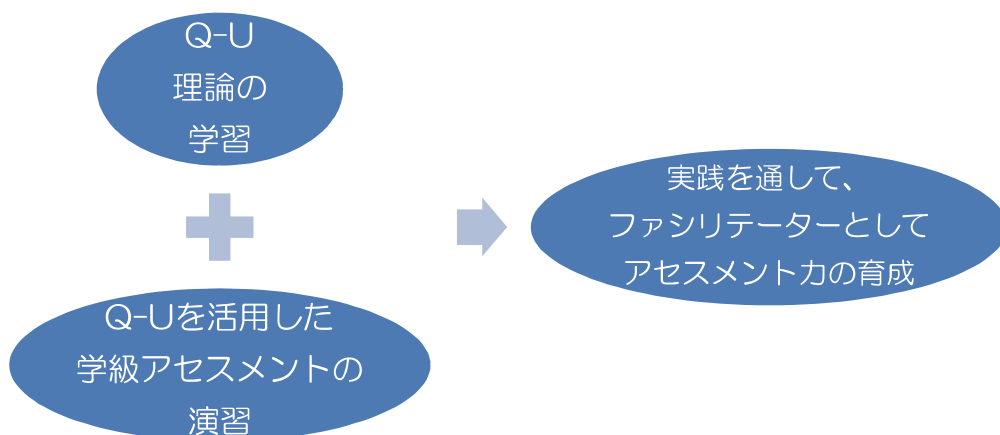 Q-U
理論の
学習
Q-Uを活用した
学級アセスメントの
演習
実践を通して、
ファシリテーターとして
アセスメント力の育成